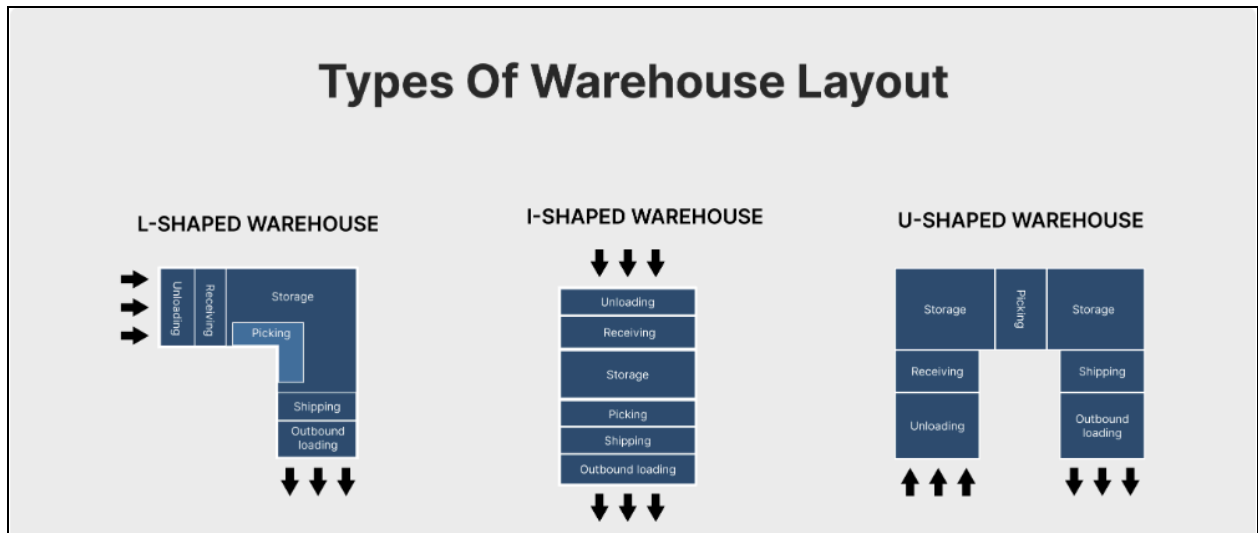 Types Of Warehouse Layout
L-SHAPED WAREHOUSE
Unloading
Receiving
Storage
Picking
Shipping
Outbound
loading
I-SHAPED WAREHOUSE
Unloading
Receiving
Storage
Picking
Shipping
Outbound loading
U-SHAPED WAREHOUSE
Storage
Picking
Storage
Receiving
Shipping
Unloading
Outbound
loading